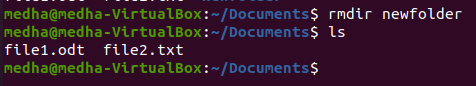 medha@medha-VirtualBox:~/Documents$ rmdir newfolder
medha@medha-VirtualBox:~/Documents$ ls
file1.odt  file2.txt
medha@medha-VirtualBox:~/Documents$